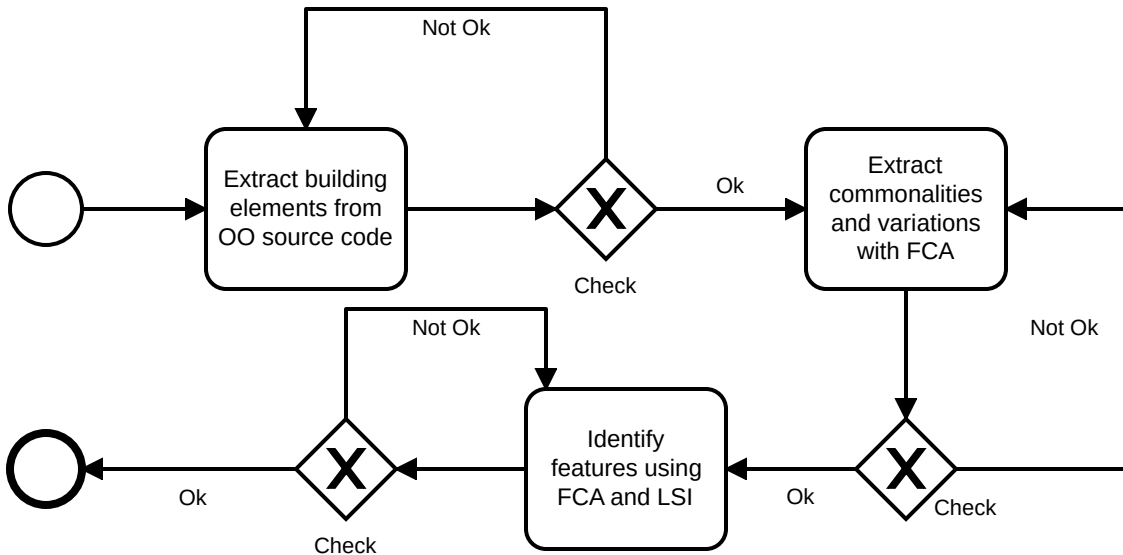 Not Ok
Extract building
elements from
OO source code
X
Check
Ok
Extract
commonalities
and variations
with FCA
Not Ok
Not Ok
Identify
features using
FCA and LSI
X
Check
Ok
X
Check
Ok